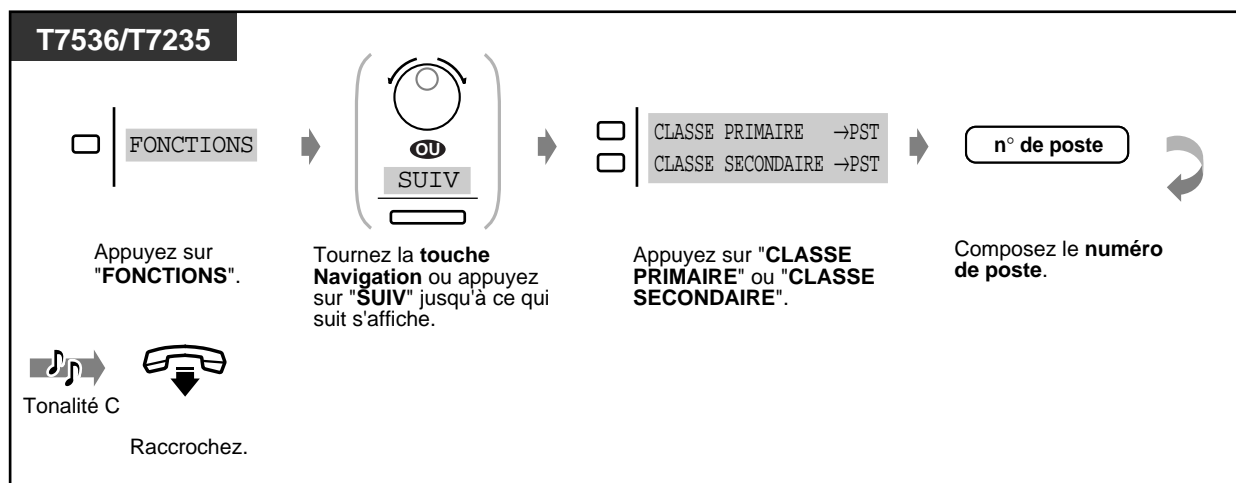 T7536/T7235
FONCTIONS
OU
SUIV
CLASSE PRIMAIRE →PST
CLASSE SECONDAIRE →PST
n° de poste
Appuyez sur
"FONCTIONS".
Tournez la touche
Navigation ou appuyez
sur "SUIV" jusqu'à ce qui
suit s'affiche.
Appuyez sur "CLASSE
PRIMAIRE" ou "CLASSE
SECONDAIRE".
Composez le numéro
de poste.
Tonalité C
Raccrochez.